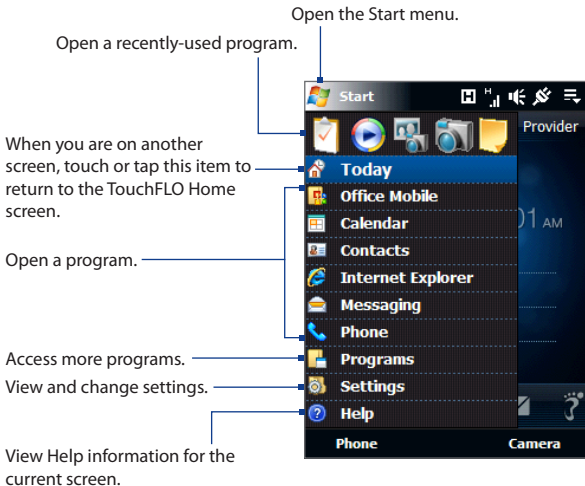 Open the Start menu.
Open a recently-used program.
Start
Provider
When you are on another
screen, touch or tap this item to
return to the TouchFLO Home
screen.
Today
Office Mobile
Calendar
01 AM
Open a program.
Contacts
Internet Explorer
Messaging
Phone
Access more programs.
Programs
View and change settings.
Settings
Help
Phone
Camera
View Help information for the
current screen.